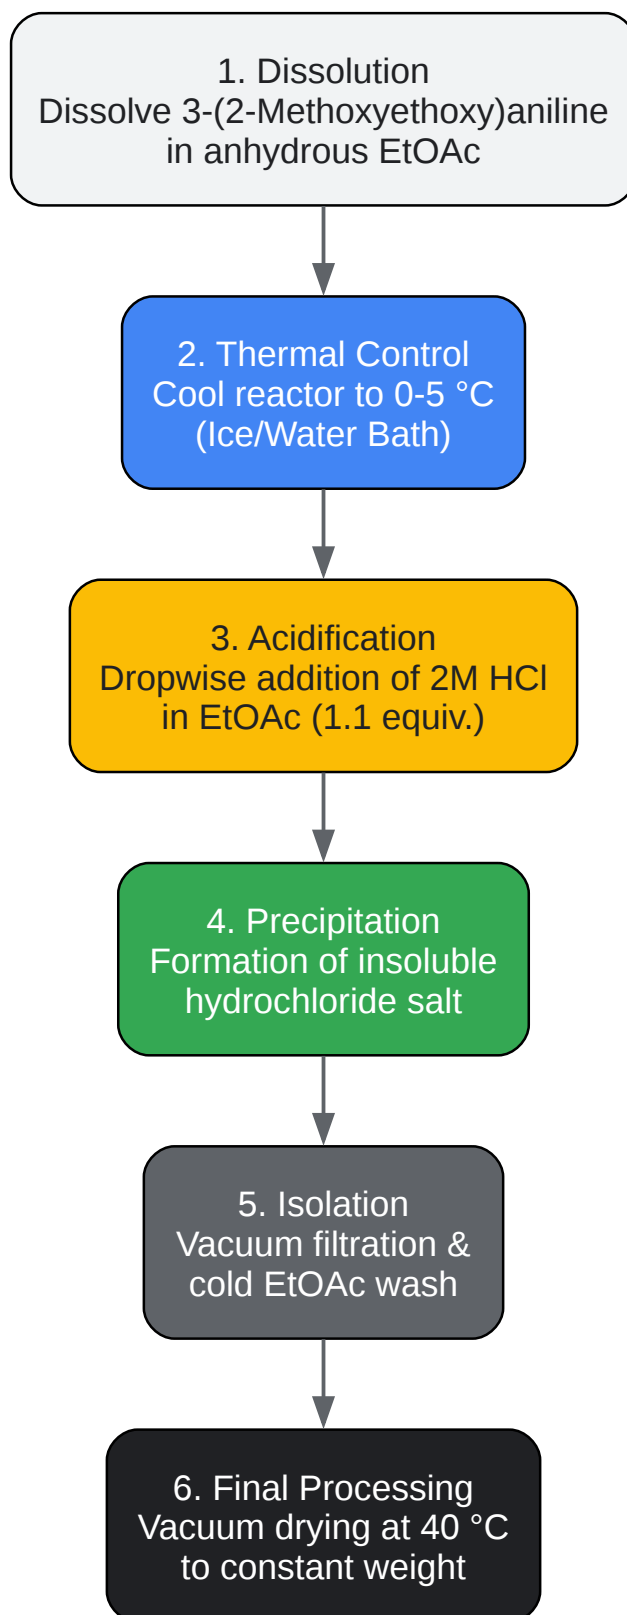 1. Dissolution
Dissolve 3-(2-Methoxyethoxy)aniline
in anhydrous EtOAc
2. Thermal Control
Cool reactor to 0-5 °C
(Ice/Water Bath)
3. Acidification
Dropwise addition of 2M HCl
in EtOAc (1.1 equiv.)
4. Precipitation
Formation of insoluble
hydrochloride salt
5. Isolation
Vacuum filtration &
cold EtOAc wash
6. Final Processing
Vacuum drying at 40 °C
to constant weight